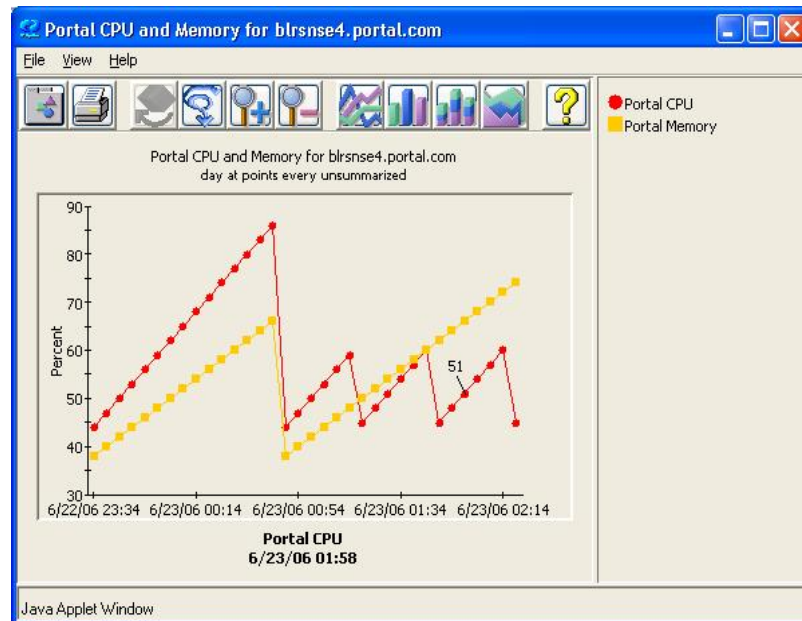 Portal CPU and Memory for blrsnse4.portal.com
File View Help
Portal CPU and Memory for blrsnse4.portal.com
day at points every unsummarized
Portal CPU
Portal Memory
90
80
70
60
50
40
30
Percent
51
6/22/06 23:34 6/23/06 00:14 6/23/06 00:54 6/23/06 01:34 6/23/06 02:14
Portal CPU
6/23/06 01:58
Java Applet Window